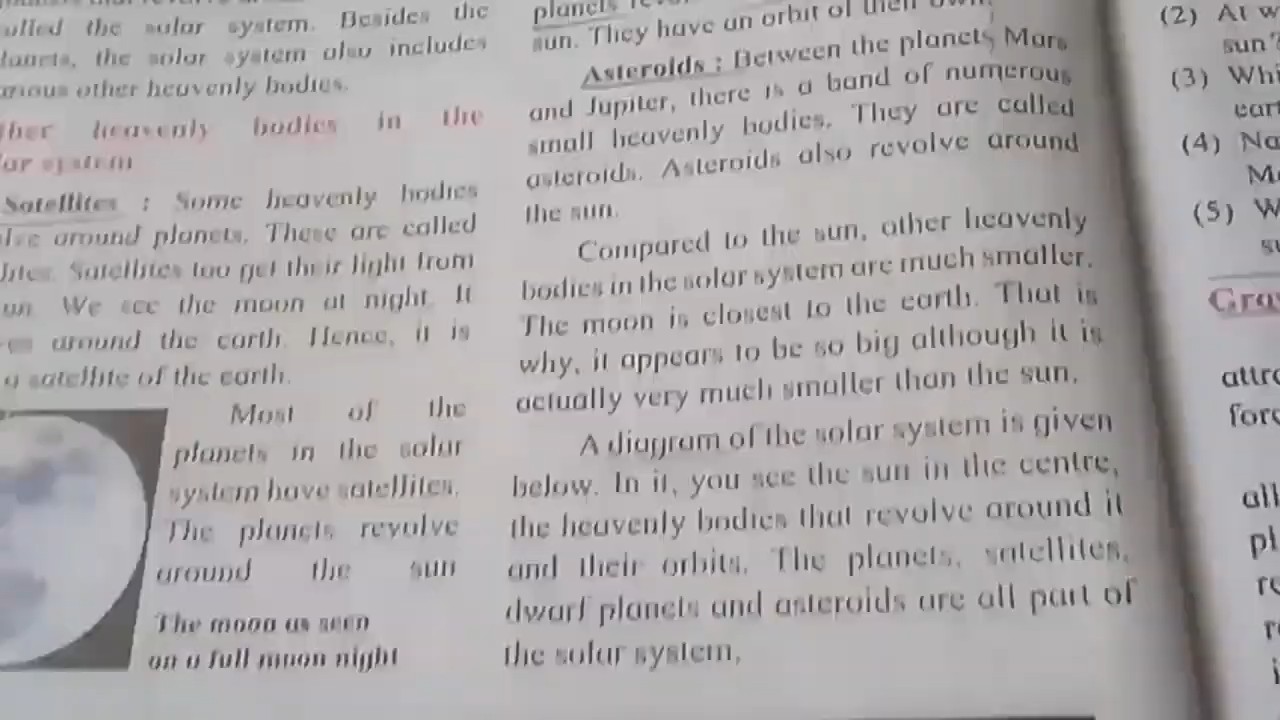 called the solar system. Besides the
planets, the solar system also includes
various other heavenly bodies.
other heavenly bodies in the
solar system
Satellites : Some heavenly bodies
around planets. These are called
Satellites too get their light from
We see the moon at night. It
around the earth. Hence, it is
a satellite of the earth.
Most of the
planets in the solar
system have satellites.
The planets revolve
around the sun
The moon as seen
on a full moon night
planets
sun. They have an orbit of their own.
Asteroids : Between the planets Mars
and Jupiter, there is a band of numerous
small heavenly bodies. They are called
asteroids. Asteroids also revolve around
the sun.
Compared to the sun, other heavenly
bodies in the solar system are much smaller.
The moon is closest to the earth. That is
why, it appears to be so big although it is
actually very much smaller than the sun.
A diagram of the solar system is given
below. In it, you see the sun in the centre,
the heavenly bodies that revolve around it
and their orbits. The planets, satellites,
dwarf planets and asteroids are all part of
the solar system.
(2) At
sun?
(3)
(4)
(5)